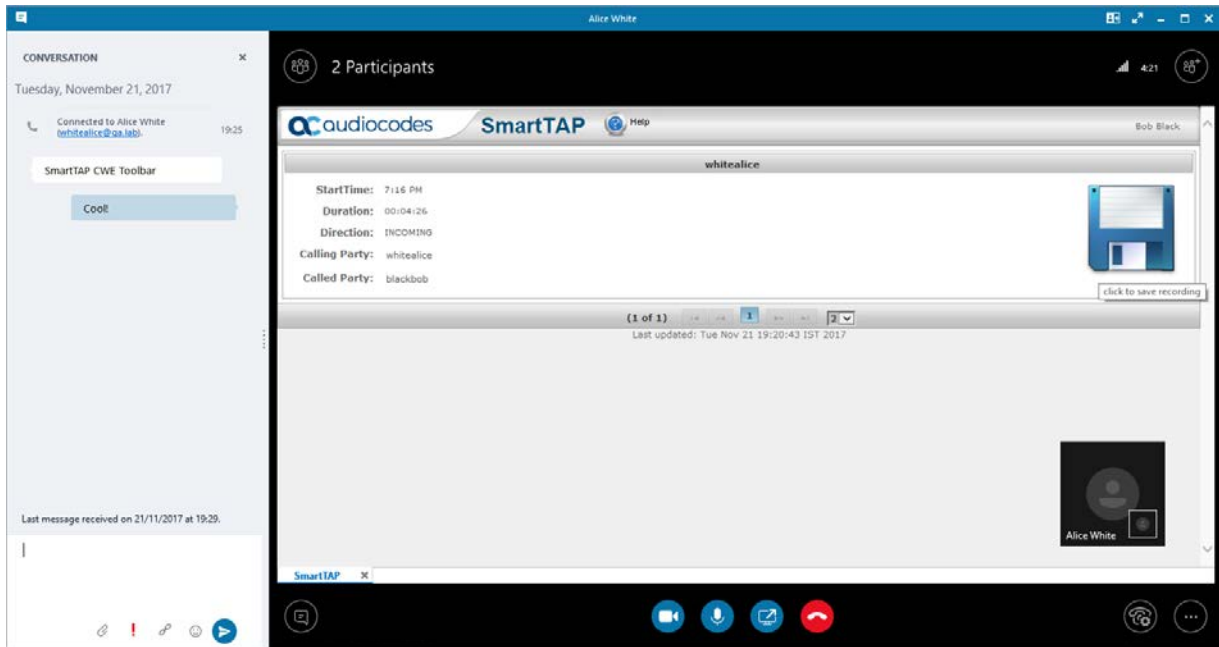 Alice White
CONVERSATION
Tuesday, November 21, 2017
Connected to Alice White
(whitealice@qa.lab).
19:25
SmartTAP CWE Toolbar
Cool!
Last message received on 21/11/2017 at 19:29.
2 Participants
4:21
audiocodes SmartTAP Help
Bob Black
whitealice
StartTime: 7:16 PM
Duration: 00:04:26
Direction: INCOMING
Calling Party: whitealice
Called Party: blackbob
click to save recording
(1 of 1) 1 2
Last updated: Tue Nov 21 19:20:43 IST 2017
Alice White
SmartTAP